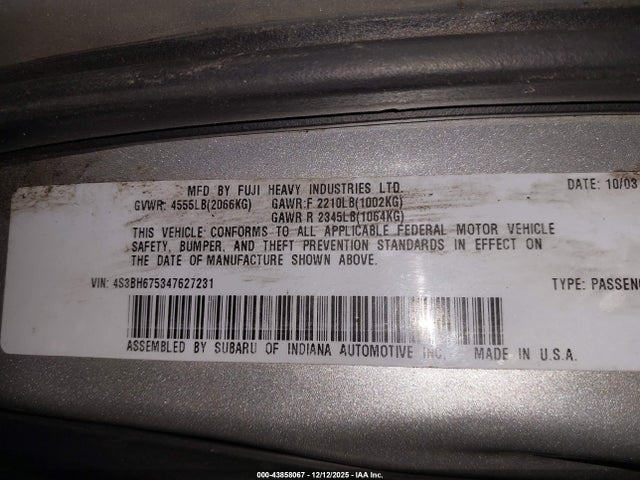 MFD BY FUJI HEAVY INDUSTRIES LTD. DATE: 10/03
GVWR: 4555LB(2066KG) GAWR:F 2210LB(1002KG)
GAWR R 2345LB(1064KG)
THIS VEHICLE CONFORMS TO ALL APPLICABLE FEDERAL MOTOR VEHICLE
SAFETY, BUMPER, AND THEFT PREVENTION STANDARDS IN EFFECT ON
THE DATE OF MANUFACTURE SHOWN ABOVE.
VIN: 4S3BH675347627231 TYPE: PASSENG
ASSEMBLED BY SUBARU OF INDIANA AUTOMOTIVE INC. MADE IN U.S.A.
000-43858067 - 12/12/2025 - IAA Inc.